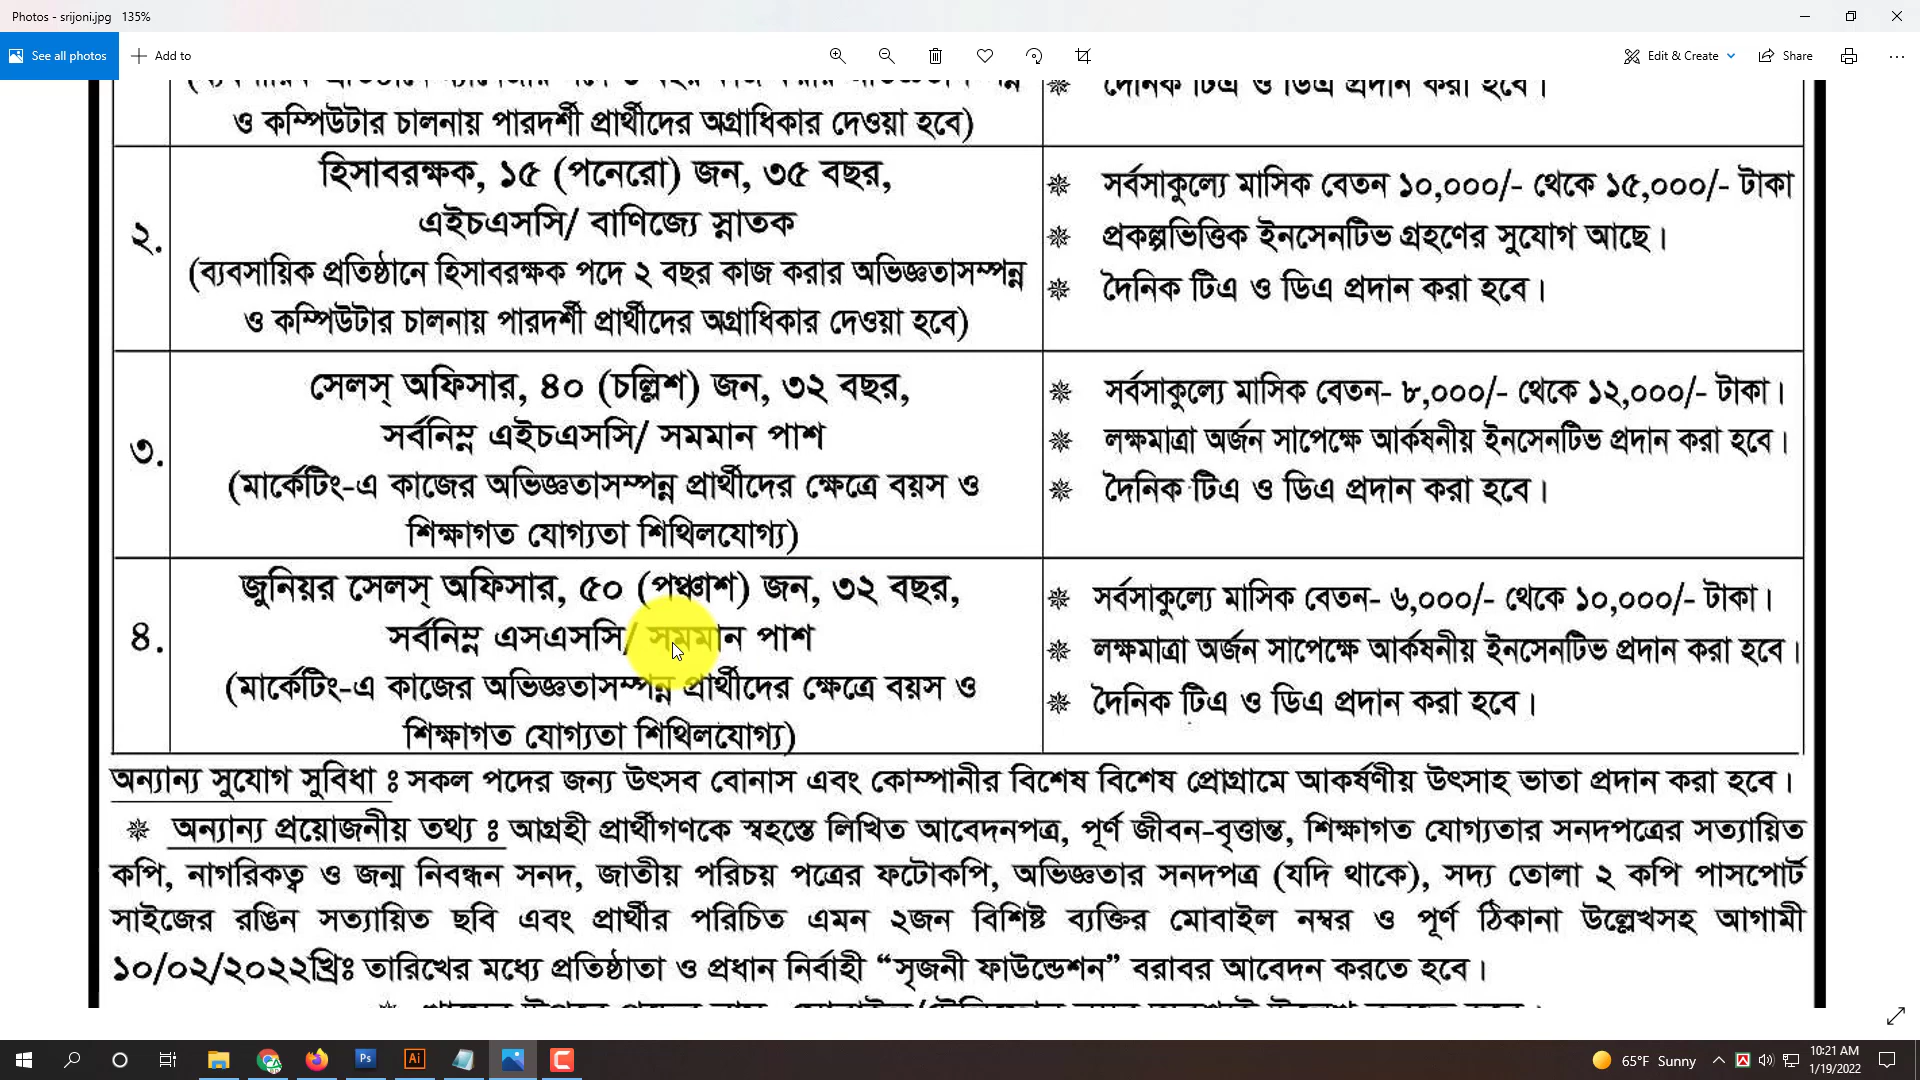 Photos - srijoni.jpg 135%
See all photos
Add to
Edit & Create
Share
ও কম্পিউটার চালনায় পারদর্শী প্রার্থীদের অগ্রাধিকার দেওয়া হবে)
দৈনিক টিএ ও ডিএ প্রদান করা হবে।
২.
হিসাবরক্ষক, ১৫ (পনেরো) জন, ৩৫ বছর,
এইচএসসি/ বাণিজ্যে স্নাতক
(ব্যবসায়িক প্রতিষ্ঠানে হিসাবরক্ষক পদে ২ বছর কাজ করার অভিজ্ঞতাসম্পন্ন
ও কম্পিউটার চালনায় পারদর্শী প্রার্থীদের অগ্রাধিকার দেওয়া হবে)
সর্বসাকুল্যে মাসিক বেতন ১০,০০০/- থেকে ১৫,০০০/- টাকা
প্রকল্পভিত্তিক ইনসেনটিভ গ্রহণের সুযোগ আছে।
দৈনিক টিএ ও ডিএ প্রদান করা হবে।
৩.
সেলস্ অফিসার, ৪০ (চল্লিশ) জন, ৩২ বছর,
সর্বনিম্ন এইচএসসি/ সমমান পাশ
(মার্কেটিং-এ কাজের অভিজ্ঞতাসম্পন্ন প্রার্থীদের ক্ষেত্রে বয়স ও
শিক্ষাগত যোগ্যতা শিথিলযোগ্য)
সর্বসাকুল্যে মাসিক বেতন- ৮,০০০/- থেকে ১২,০০০/- টাকা।
লক্ষমাত্রা অর্জন সাপেক্ষে আর্কষনীয় ইনসেনটিভ প্রদান করা হবে।
দৈনিক টিএ ও ডিএ প্রদান করা হবে।
৪.
জুনিয়র সেলস্ অফিসার, ৫০ (পঞ্চাশ) জন, ৩২ বছর,
সর্বনিম্ন এসএসসি/ সমমান পাশ
(মার্কেটিং-এ কাজের অভিজ্ঞতাসম্পন্ন প্রার্থীদের ক্ষেত্রে বয়স ও
শিক্ষাগত যোগ্যতা শিথিলযোগ্য)
সর্বসাকুল্যে মাসিক বেতন- ৬,০০০/- থেকে ১০,০০০/- টাকা।
লক্ষমাত্রা অর্জন সাপেক্ষে আর্কষনীয় ইনসেনটিভ প্রদান করা হবে।
দৈনিক টিএ ও ডিএ প্রদান করা হবে।
অন্যান্য সুযোগ সুবিধা ঃ সকল পদের জন্য উৎসব বোনাস এবং কোম্পানীর বিশেষ বিশেষ প্রোগ্রামে আকর্ষণীয় উৎসাহ ভাতা প্রদান করা হবে।
অন্যান্য প্রয়োজনীয় তথ্য ঃ আগ্রহী প্রার্থীগণকে স্বহস্তে লিখিত আবেদনপত্র, পূর্ণ জীবন-বৃত্তান্ত, শিক্ষাগত যোগ্যতার সনদপত্রের সত্যায়িত
কপি, নাগরিকত্ব ও জন্ম নিবন্ধন সনদ, জাতীয় পরিচয় পত্রের ফটোকপি, অভিজ্ঞতার সনদপত্র (যদি থাকে), সদ্য তোলা ২ কপি পাসপোর্ট
সাইজের রঙিন সত্যায়িত ছবি এবং প্রার্থীর পরিচিত এমন ২জন বিশিষ্ট ব্যক্তির মোবাইল নম্বর ও পূর্ণ ঠিকানা উল্লেখসহ আগামী
১০/০২/২০২২খ্রিঃ তারিখের মধ্যে প্রতিষ্ঠাতা ও প্রধান নির্বাহী “সৃজনী ফাউন্ডেশন” বরাবর আবেদন করতে হবে।
Ps
Ai
65°F Sunny
10:21 AM
1/19/2022